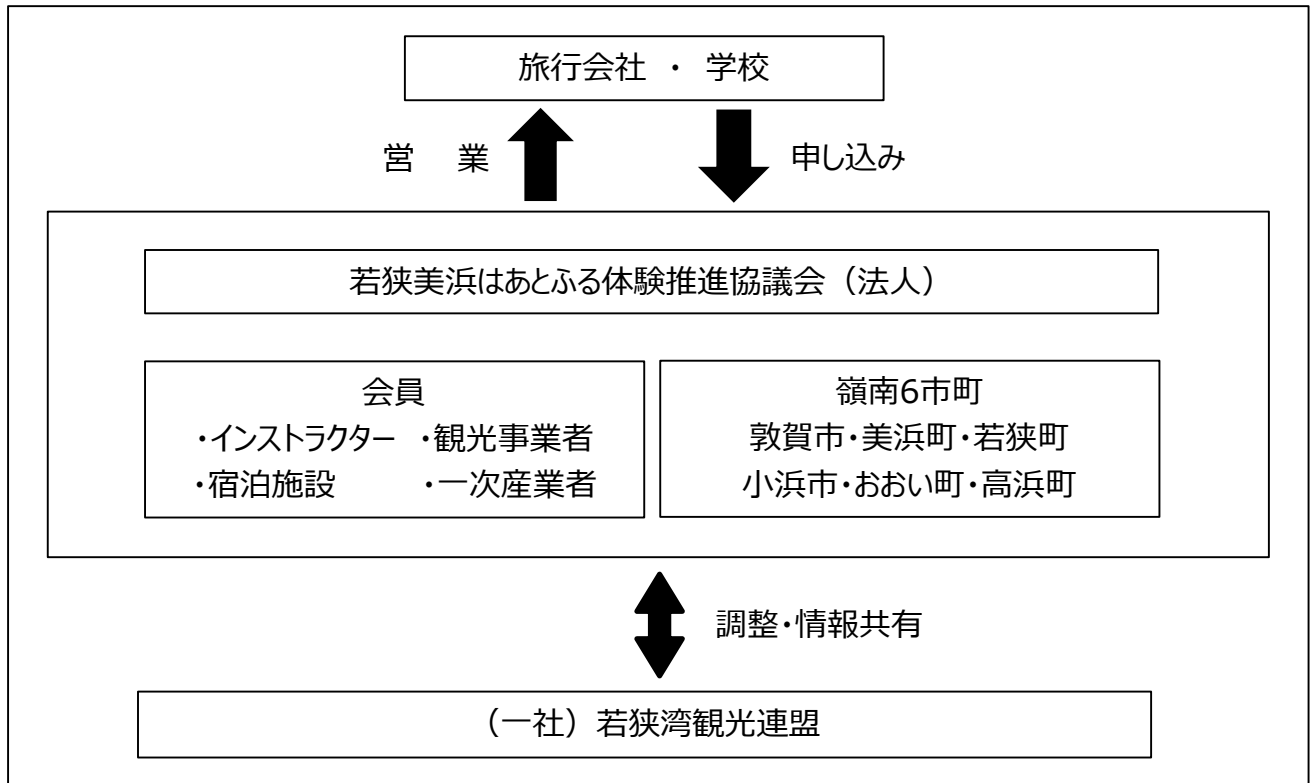 旅行会社 ・ 学校
営 業
申し込み
若狭美浜はあとふる体験推進協議会（法人）
会員
・インストラクター ・観光事業者
・宿泊施設 ・一次産業者
嶺南6市町
敦賀市・美浜町・若狭町
小浜市・おおい町・高浜町
調整・情報共有
（一社）若狭湾観光連盟